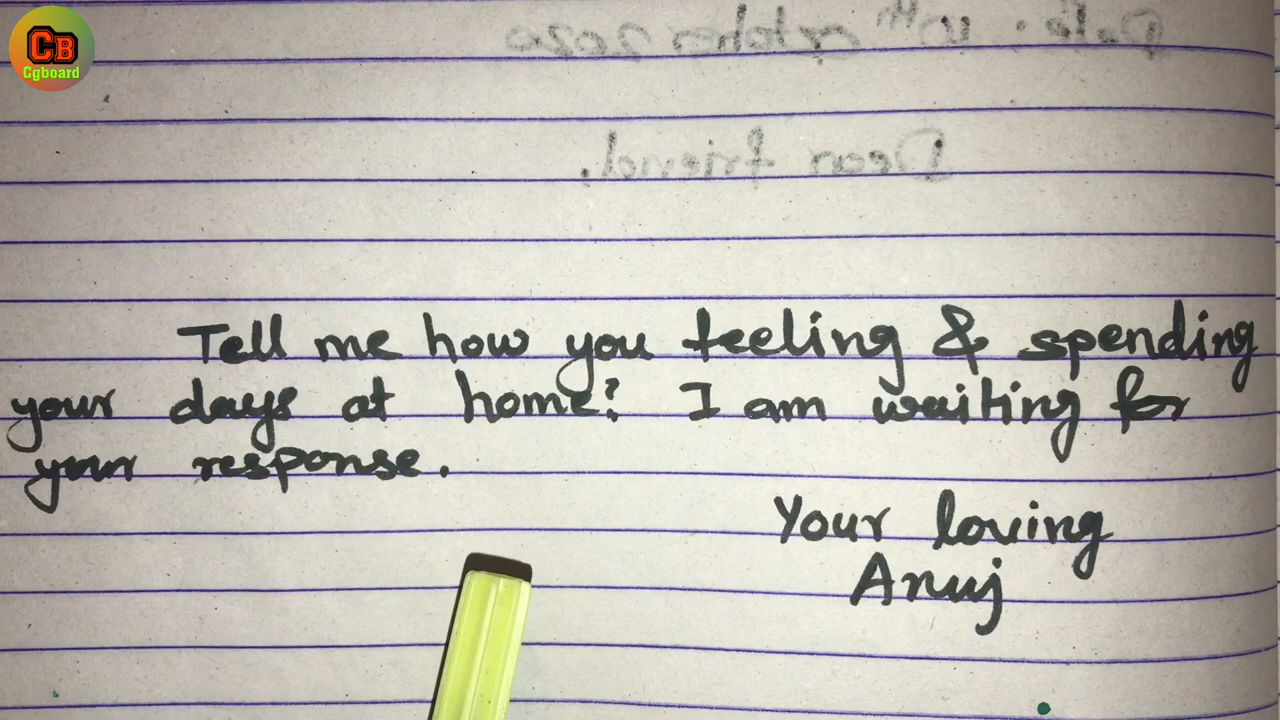 CB
Cgboard
Date: 10th october 2020
Dear friend,
Tell me how you feeling & spending
your days at home? I am waiting for
your response.
Your loving
Anuj